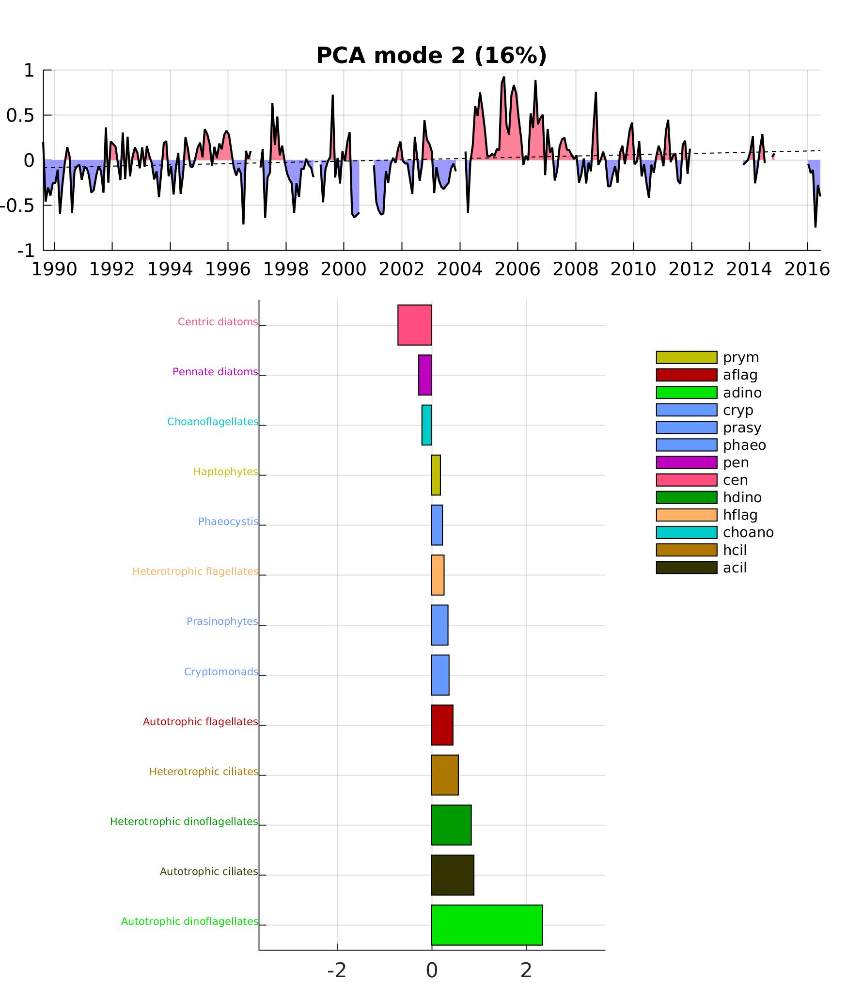 PCA mode 2 (16%)
1
0.5
0
-0.5
-1
1990 1992 1994 1996 1998 2000 2002 2004 2006 2008 2010 2012 2014 2016
Centric diatoms
Pennate diatoms
Choanoflagellates
Haptophytes
Phaeocystis
Heterotrophic flagellates
Prasinophytes
Cryptomonads
Autotrophic flagellates
Heterotrophic ciliates
Heterotrophic dinoflagellates
Autotrophic ciliates
Autotrophic dinoflagellates
-2 0 2
prym
aflag
adino
cryp
prasy
phaeo
pen
cen
hdino
hflag
choano
hcil
acil